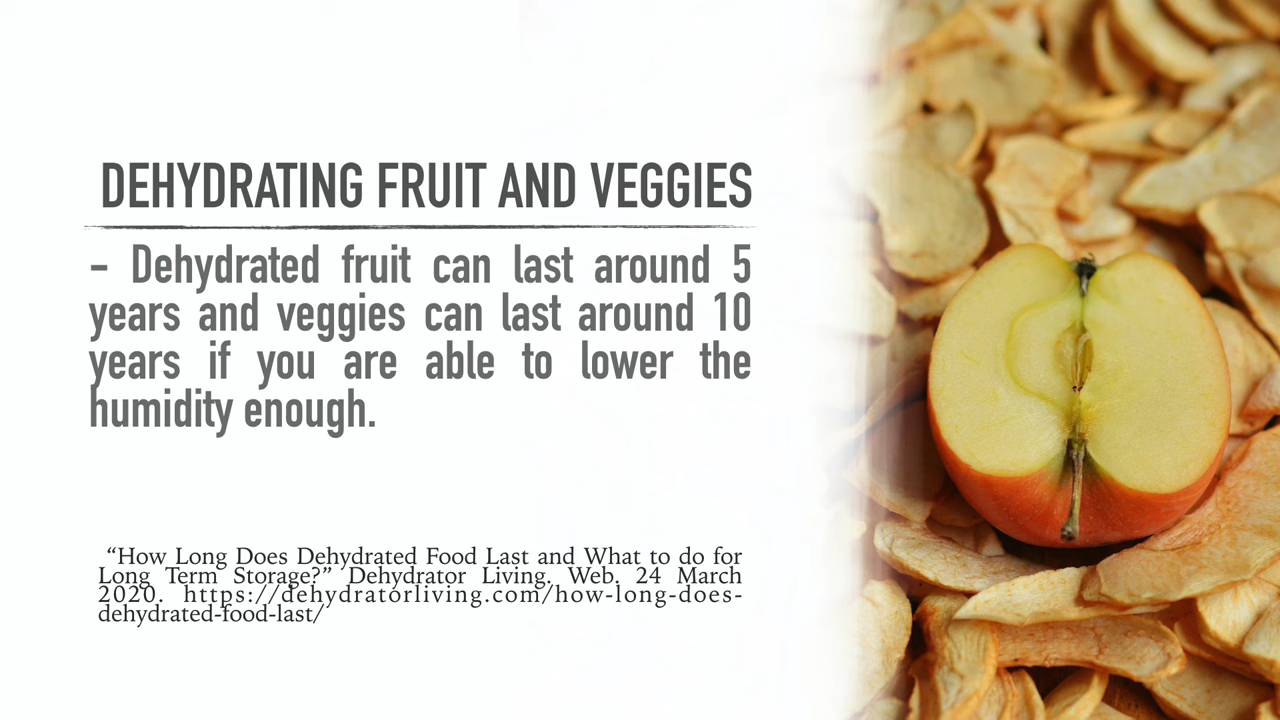 DEHYDRATING FRUIT AND VEGGIES
– Dehydrated fruit can last around 5
years and veggies can last around 10
years if you are able to lower the
humidity enough.
“How Long Does Dehydrated Food Last and What to do for
Long Term Storage?” Dehydrator Living. Web. 24 March
2020. https://dehydratorliving.com/how-long-does-
dehydrated-food-last/